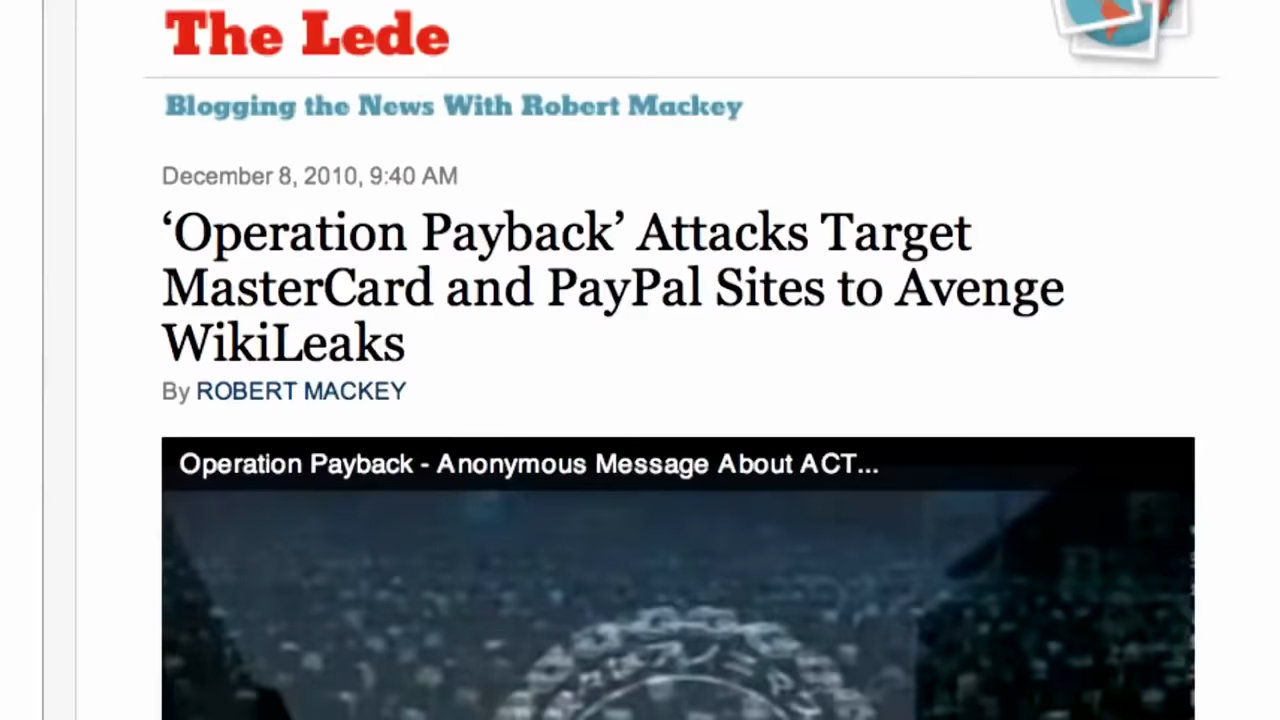 The Lede
Blogging the News With Robert Mackey
December 8, 2010, 9:40 AM
‘Operation Payback’ Attacks Target
MasterCard and PayPal Sites to Avenge
WikiLeaks
By ROBERT MACKEY
Operation Payback - Anonymous Message About ACT...